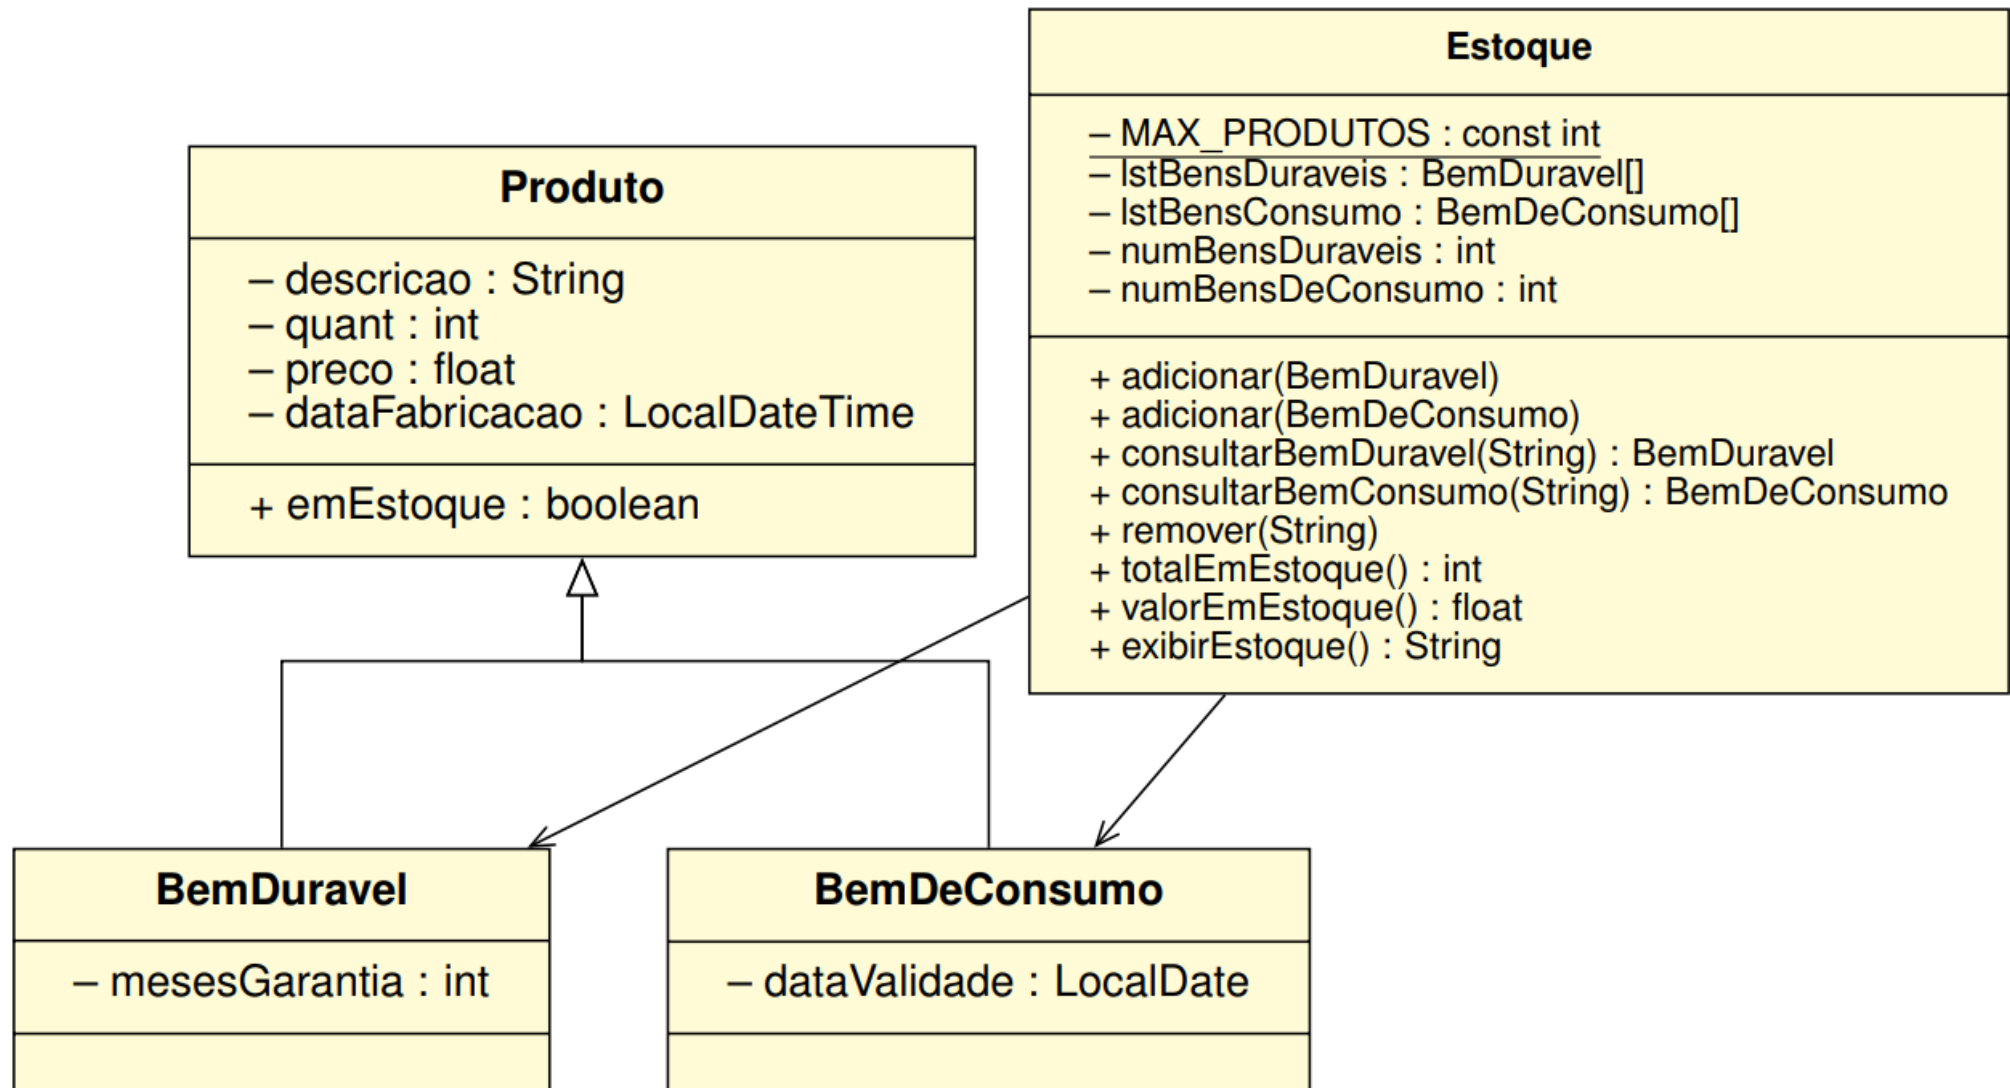 Estoque
– MAX_PRODUTOS : const int
– lstBensDuraveis : BemDuravel[]
– lstBensConsumo : BemDeConsumo[]
– numBensDuraveis : int
– numBensDeConsumo : int
+ adicionar(BemDuravel)
+ adicionar(BemDeConsumo)
+ consultarBemDuravel(String) : BemDuravel
+ consultarBemConsumo(String) : BemDeConsumo
+ remover(String)
+ totalEmEstoque() : int
+ valorEmEstoque() : float
+ exibirEstoque() : String
Produto
– descricao : String
– quant : int
– preco : float
– dataFabricacao : LocalDateTime
+ emEstoque : boolean
BemDuravel
– mesesGarantia : int
BemDeConsumo
– dataValidade : LocalDate